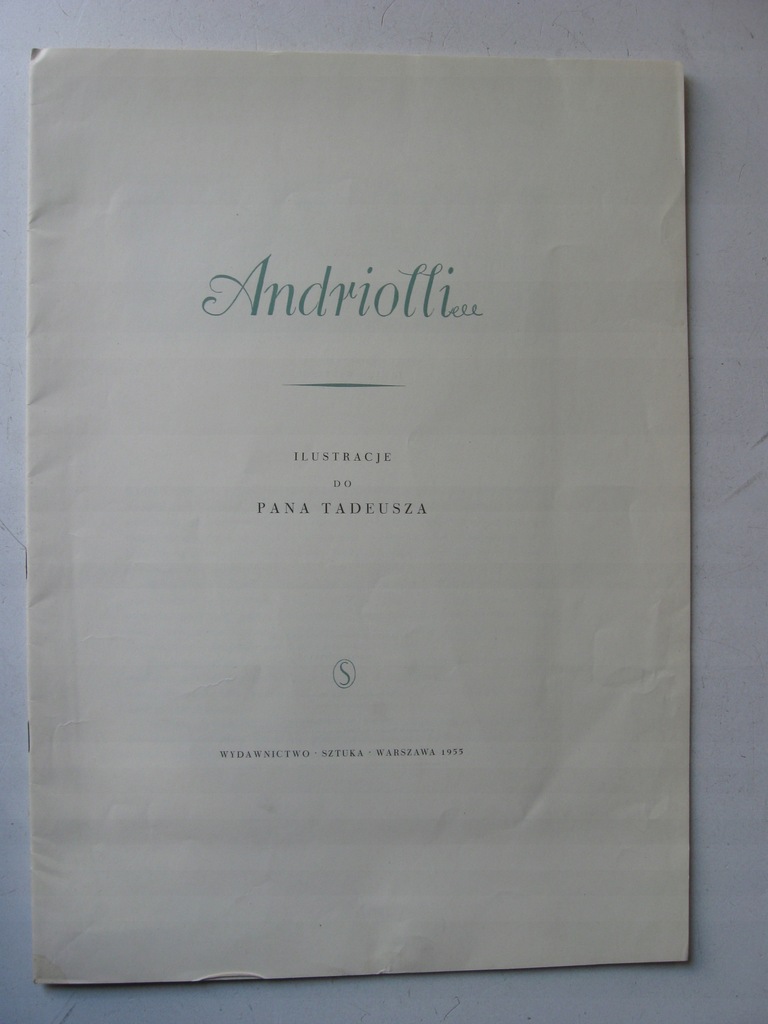 Andriolli
ILUSTRACJE
DO
PANA TADEUSZA
S
WYDAWNICTWO · SZTUKA · WARSZAWA 1955